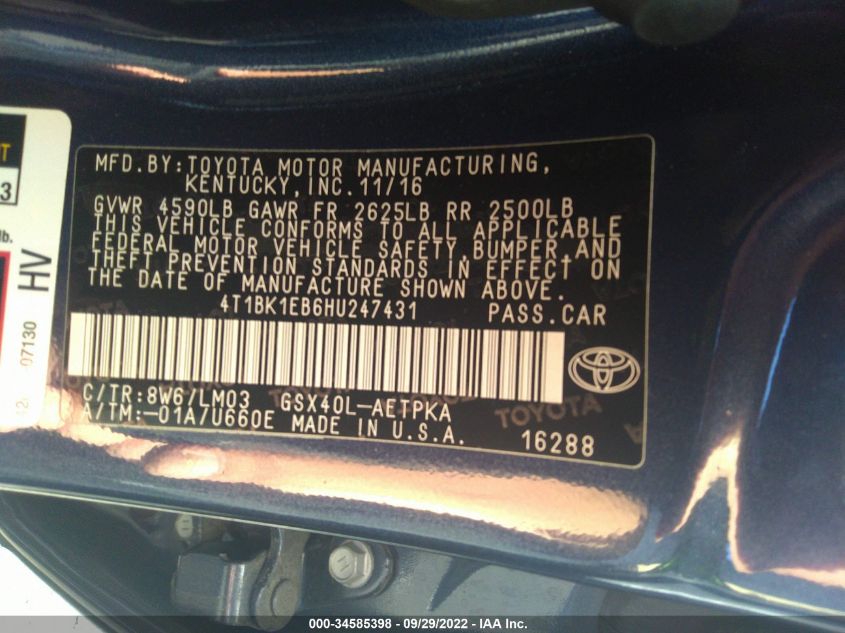 MFD.BY:TOYOTA MOTOR MANUFACTURING,
KENTUCKY,INC.11/16
GVWR 4590LB GAWR FR 2625LB RR 2500LB
THIS VEHICLE CONFORMS TO ALL APPLICABLE
FEDERAL MOTOR VEHICLE SAFETY,BUMPER,AND
THEFT PREVENTION STANDARDS IN EFFECT ON
THE DATE OF MANUFACTURE SHOWN ABOVE.
4T1BK1EB6HU247431 PASS.CAR
C/TR:8W6/LM03 GSX40L-AETPKA
A/TM:-01A/U660E MADE IN U.S.A.
16288
TOYOTA
3
lb.
HV
07130
000-34585398 - 09/29/2022 - IAA Inc.